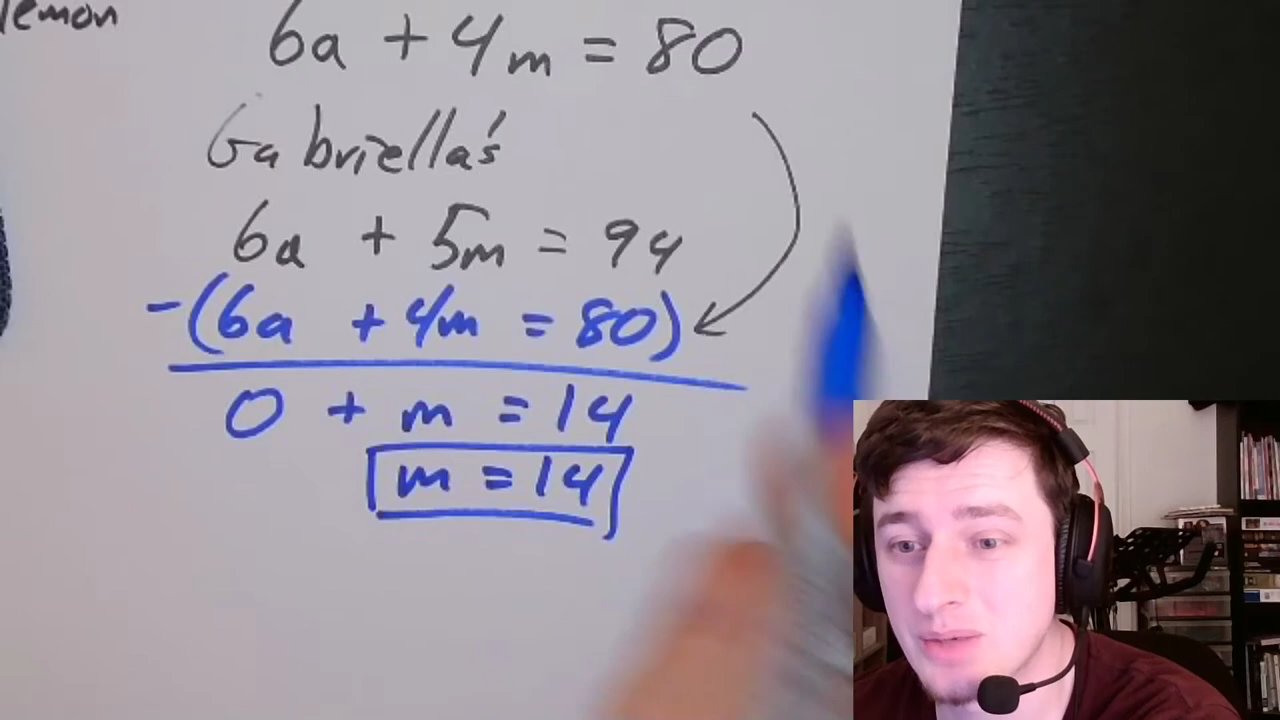 lemon
6a + 4m = 80
Gabriella's
6a + 5m = 94
-(6a + 4m = 80)
0 + m = 14
m = 14